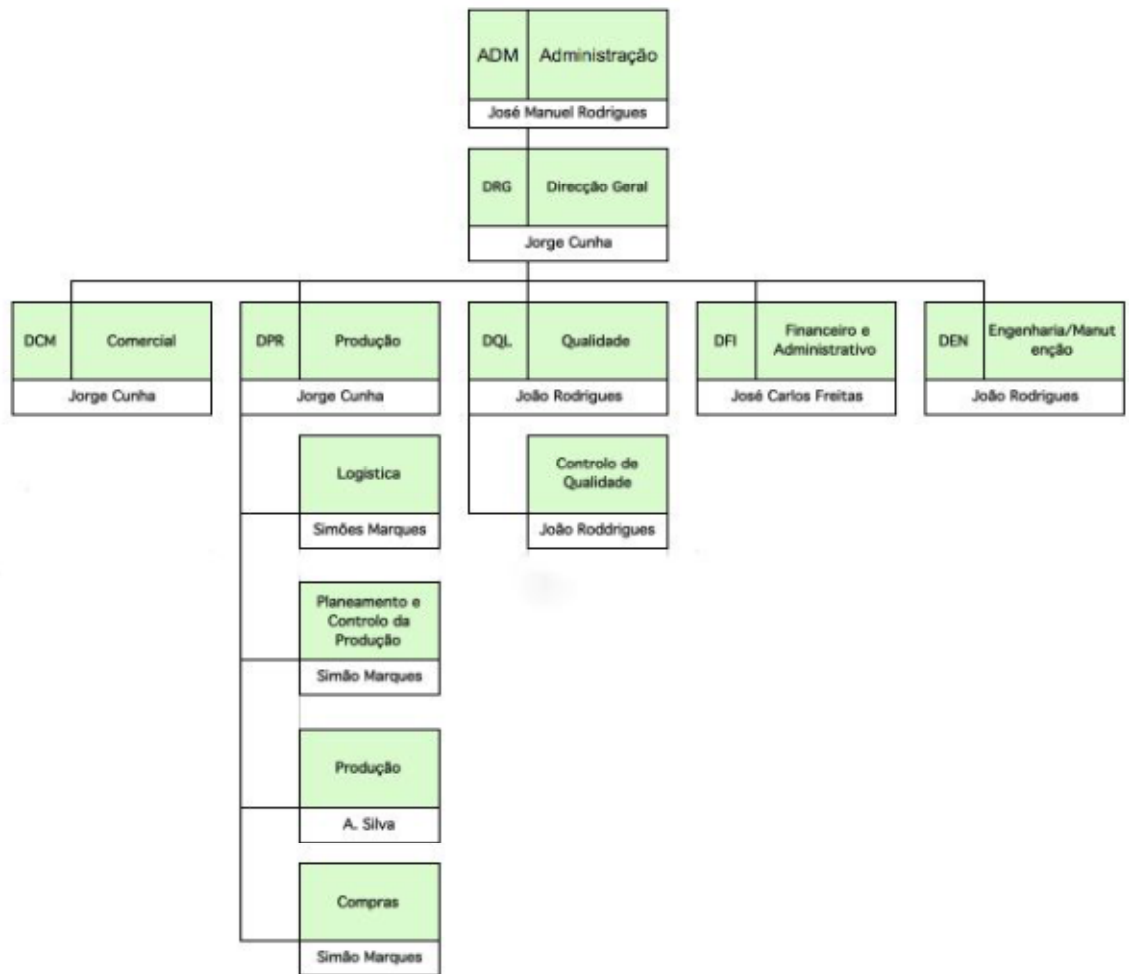 ADM
Administração
José Manuel Rodrigues
DRG
Direcção Geral
Jorge Cunha
DCM
Comercial
Jorge Cunha
DPR
Produção
Jorge Cunha
DQL
Qualidade
João Rodrigues
DFI
Financeiro e
Administrativo
José Carlos Freitas
DEN
Engenharia/Manut
enção
João Rodrigues
Logística
Simões Marques
Controlo de
Qualidade
João Roddrigues
Planeamento e
Controlo da
Produção
Simão Marques
Produção
A. Silva
Compras
Simão Marques